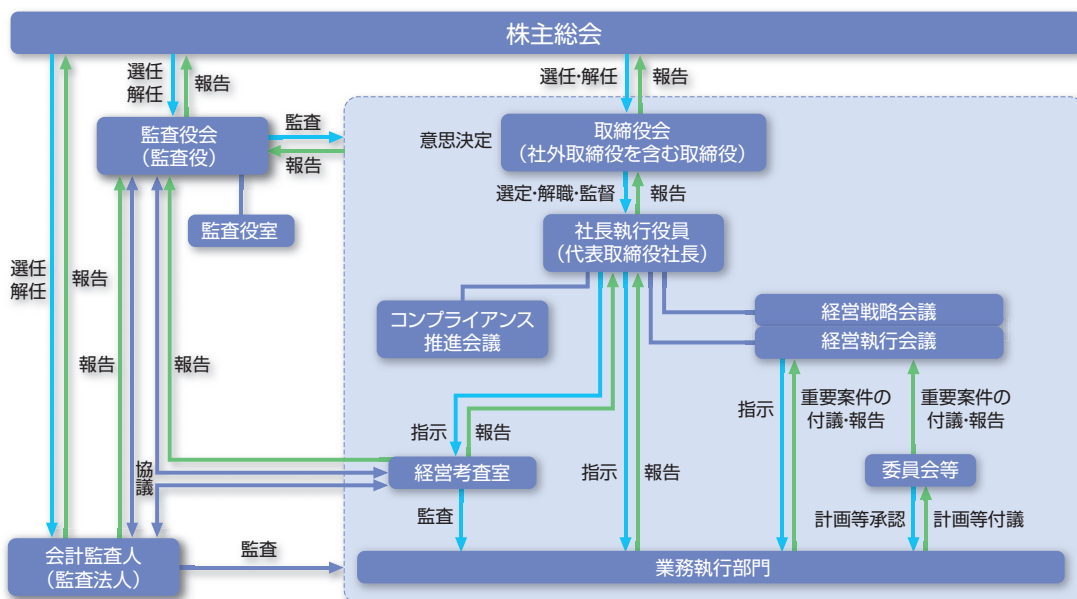 株主総会
選任
解任
報告
選任・解任
報告
監査役会
（監査役）
監査
報告
意思決定
取締役会
（社外取締役を含む取締役）
選定・解職・監督
報告
監査役室
社長執行役員
（代表取締役社長）
選任
解任
報告
コンプライアンス
推進会議
経営戦略会議
経営執行会議
報告
報告
指示
報告
指示
重要案件の
付議・報告
重要案件の
付議・報告
協議
経営考査室
指示
報告
委員会等
監査
計画等承認
計画等付議
会計監査人
（監査法人）
監査
業務執行部門